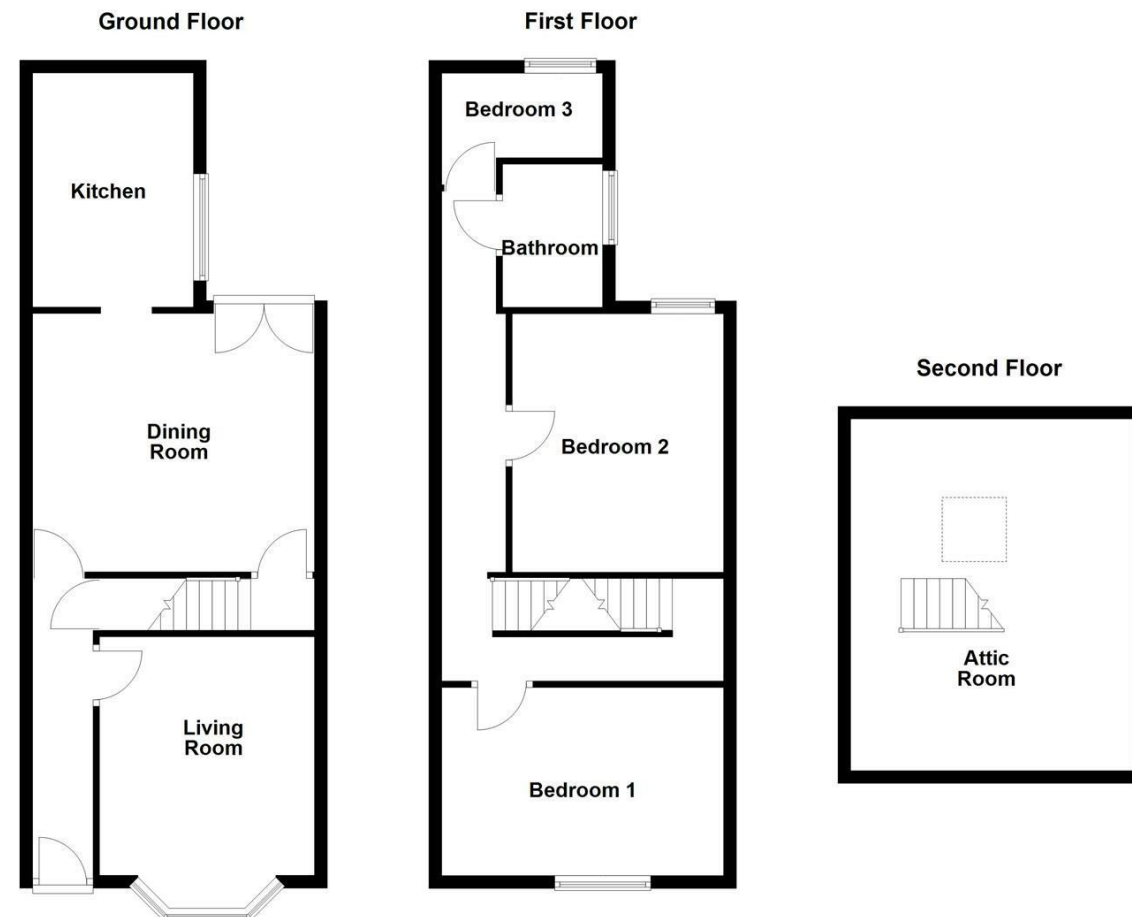 Ground Floor
Kitchen
Dining
Room
Living
Room
First Floor
Bedroom 3
Bathroom
Bedroom 2
Bedroom 1
Second Floor
Attic
Room